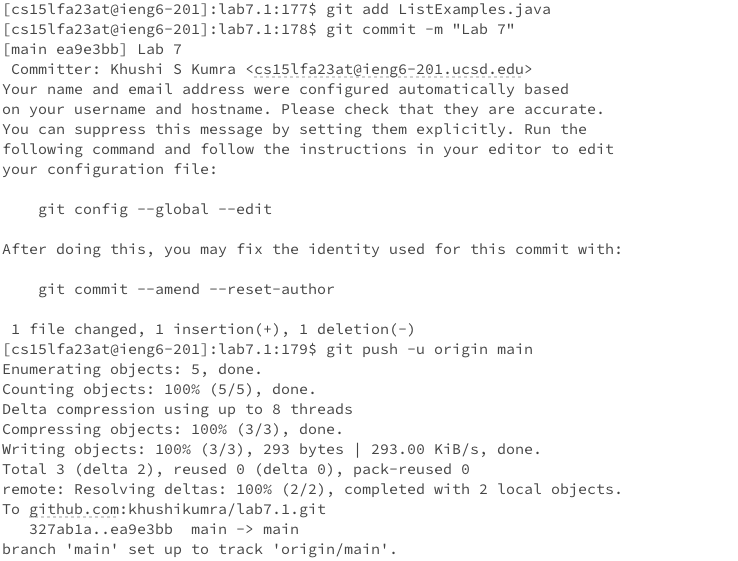 [cs15lfa23at@ieng6-201]:lab7.1:177$ git add ListExamples.java
[cs15lfa23at@ieng6-201]:lab7.1:178$ git commit -m "Lab 7"
[main ea9e3bb] Lab 7
 Committer: Khushi S Kumra <cs15lfa23at@ieng6-201.ucsd.edu>
Your name and email address were configured automatically based
on your username and hostname. Please check that they are accurate.
You can suppress this message by setting them explicitly. Run the
following command and follow the instructions in your editor to edit
your configuration file:

    git config --global --edit

After doing this, you may fix the identity used for this commit with:

    git commit --amend --reset-author

 1 file changed, 1 insertion(+), 1 deletion(-)
[cs15lfa23at@ieng6-201]:lab7.1:179$ git push -u origin main
Enumerating objects: 5, done.
Counting objects: 100% (5/5), done.
Delta compression using up to 8 threads
Compressing objects: 100% (3/3), done.
Writing objects: 100% (3/3), 293 bytes | 293.00 KiB/s, done.
Total 3 (delta 2), reused 0 (delta 0), pack-reused 0
remote: Resolving deltas: 100% (2/2), completed with 2 local objects.
To github.com:khushikumra/lab7.1.git
   327ab1a..ea9e3bb  main -> main
branch 'main' set up to track 'origin/main'.